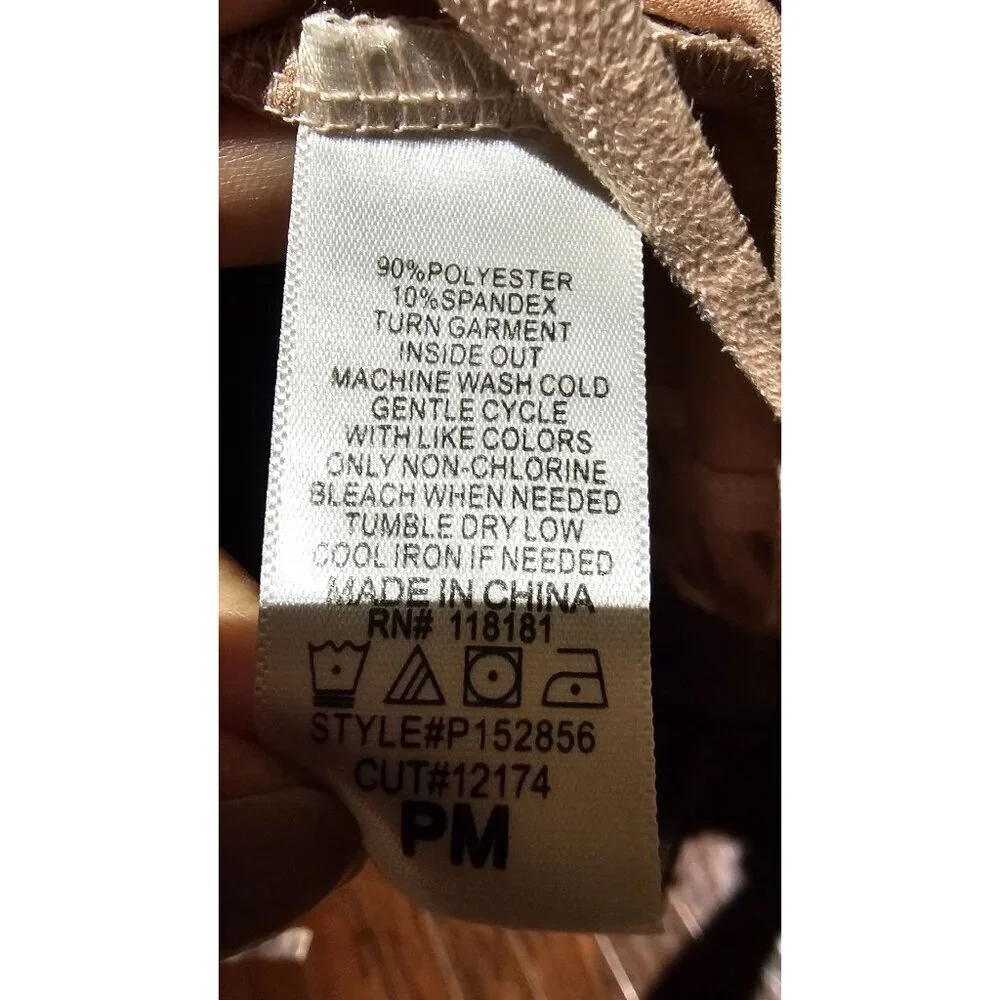 90%POLYESTER
10%SPANDEX
TURN GARMENT
INSIDE OUT
MACHINE WASH COLD
GENTLE CYCLE
WITH LIKE COLORS
ONLY NON-CHLORINE
BLEACH WHEN NEEDED
TUMBLE DRY LOW
COOL IRON IF NEEDED
MADE IN CHINA
RN# 118181
STYLE#P152856
CUT#12174
PM